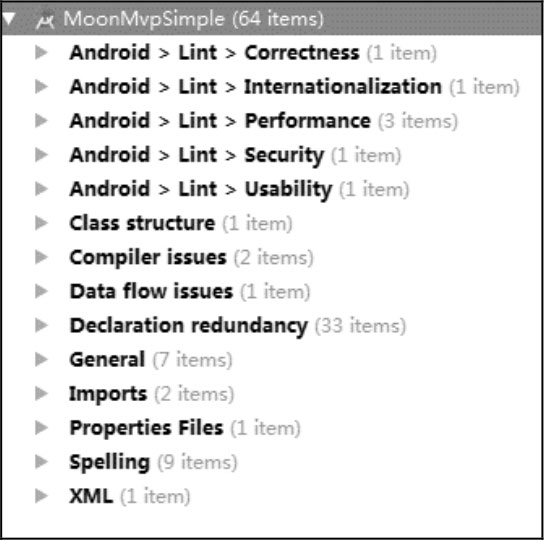 MoonMvpSimple (64 items)
Android > Lint > Correctness (1 item)
Android > Lint > Internationalization (1 item)
Android > Lint > Performance (3 items)
Android > Lint > Security (1 item)
Android > Lint > Usability (1 item)
Class structure (1 item)
Compiler issues (2 items)
Data flow issues (1 item)
Declaration redundancy (33 items)
General (7 items)
Imports (2 items)
Properties Files (1 item)
Spelling (9 items)
XML (1 item)